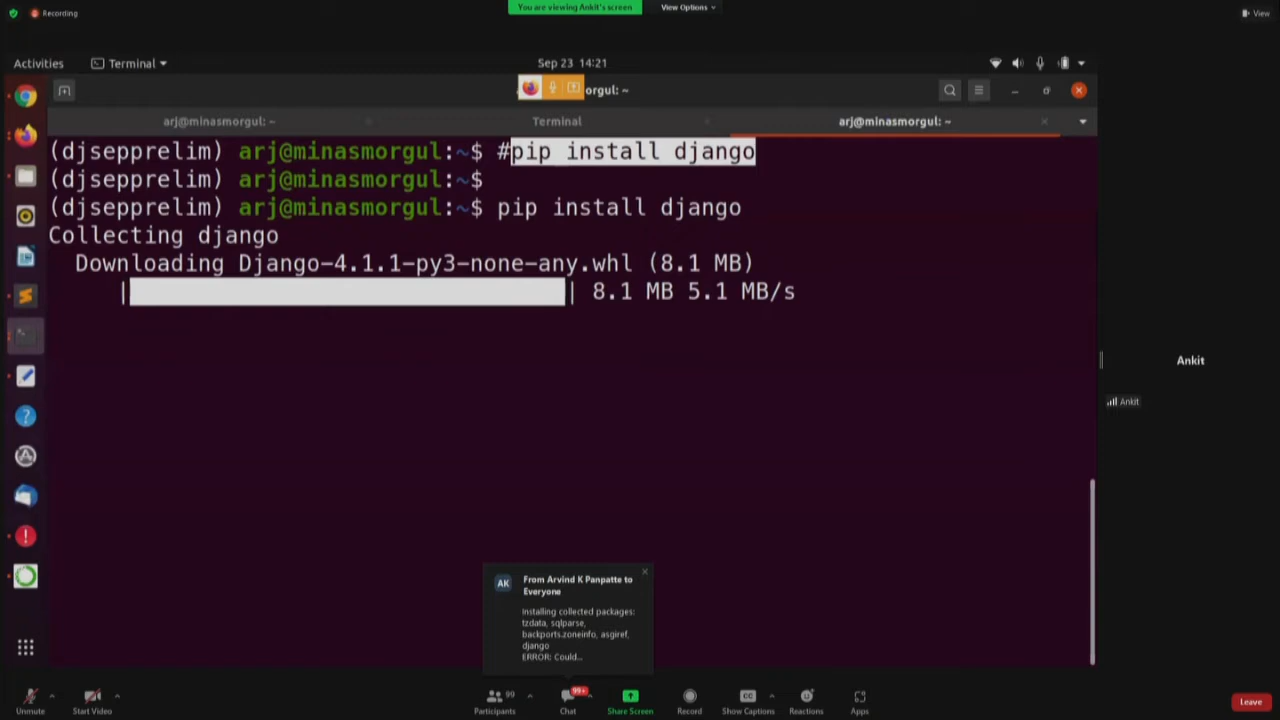 Recording
You are viewing Ankit's screen
View Options
View
Activities
Terminal
Sep 23 14:21
orgul: ~
arj@minasmorgul: ~
Terminal
arj@minasmorgul: ~
(djsepprelim) arj@minasmorgul:~$ #pip install django
(djsepprelim) arj@minasmorgul:~$
(djsepprelim) arj@minasmorgul:~$ pip install django
Collecting django
Downloading Django-4.1.1-py3-none-any.whl (8.1 MB)
| | 8.1 MB 5.1 MB/s
Ankit
Ankit
AK
From Arvind K Panpatte to
Everyone
Installing collected packages:
tzdata, sqlparse,
backports.zoneinfo, asgiref,
django
ERROR: Could...
Unmute
Start Video
Participants
99
Chat
99+
Share Screen
Record
CC
Show Captions
Reactions
Apps
Leave